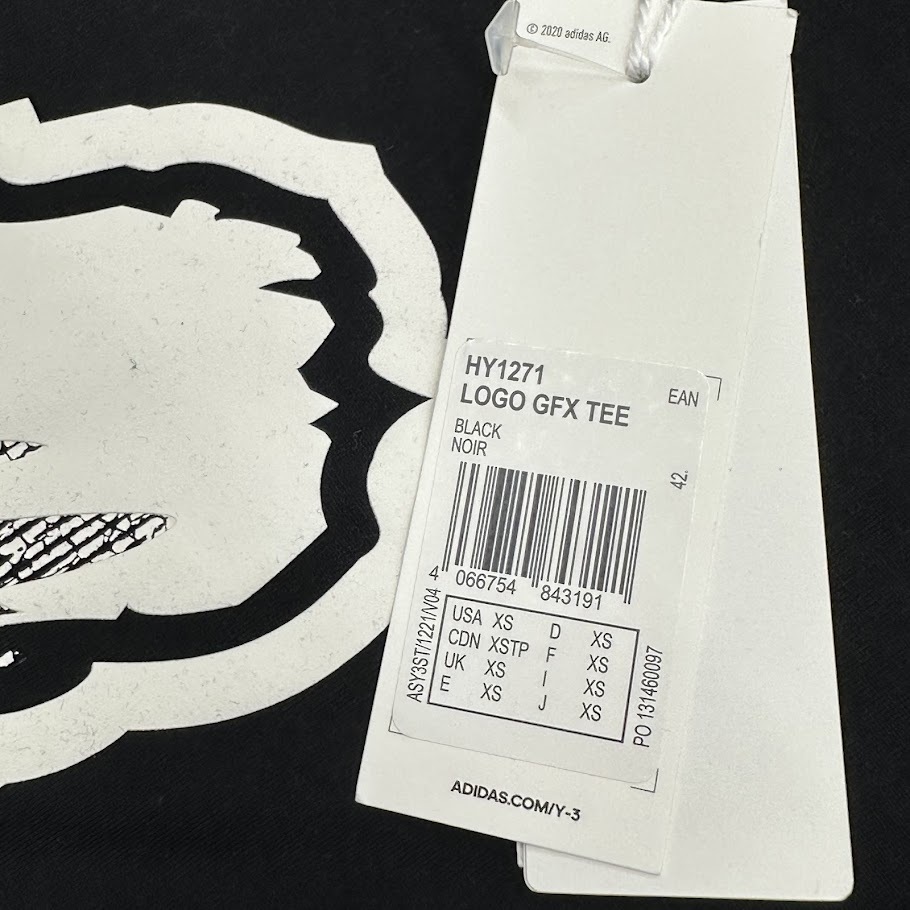 © 2020 adidas AG.
HY1271
LOGO GFX TEE
EAN
BLACK
NOIR
42.
4 066754 843191
ASY3ST/1221/V04
USA XS D XS
CDN XSTP F XS
UK XS I XS
E XS J XS
PO 131460097
ADIDAS.COM/Y-3